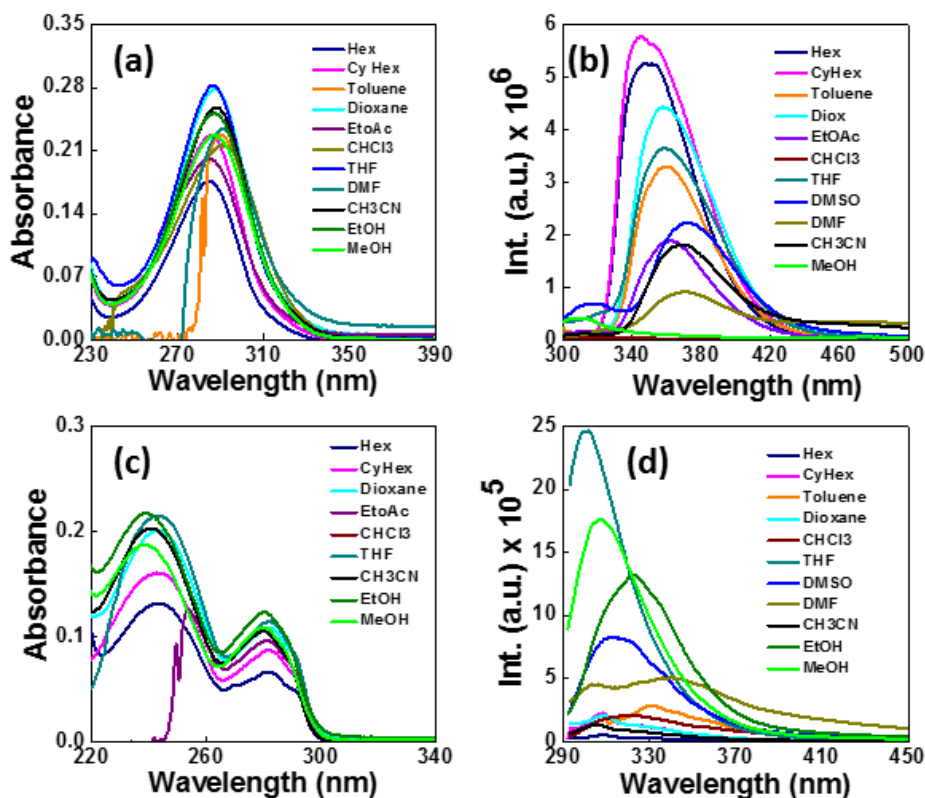 (a)
Absorbance
0.35
0.28
0.21
0.14
0.07
0.00
230 270 310 350 390
Wavelength (nm)
Hex
Cy Hex
Toluene
Dioxane
EtoAc
CHCl3
THF
DMF
CH3CN
EtOH
MeOH
(b)
Int. (a.u.) x 10^6
6
5
4
3
2
1
0
300 340 380 420 460 500
Wavelength (nm)
Hex
CyHex
Toluene
Diox
EtOAc
CHCl3
THF
DMSO
DMF
CH3CN
MeOH
(c)
Absorbance
0.3
0.2
0.1
0.0
220 260 300 340
Wavelength (nm)
Hex
CyHex
Dioxane
EtoAc
CHCl3
THF
CH3CN
EtOH
MeOH
(d)
Int. (a.u.) x 10^5
25
20
15
10
5
0
290 330 370 410 450
Wavelength (nm)
Hex
CyHex
Toluene
Dioxane
CHCl3
THF
DMSO
DMF
CH3CN
EtOH
MeOH